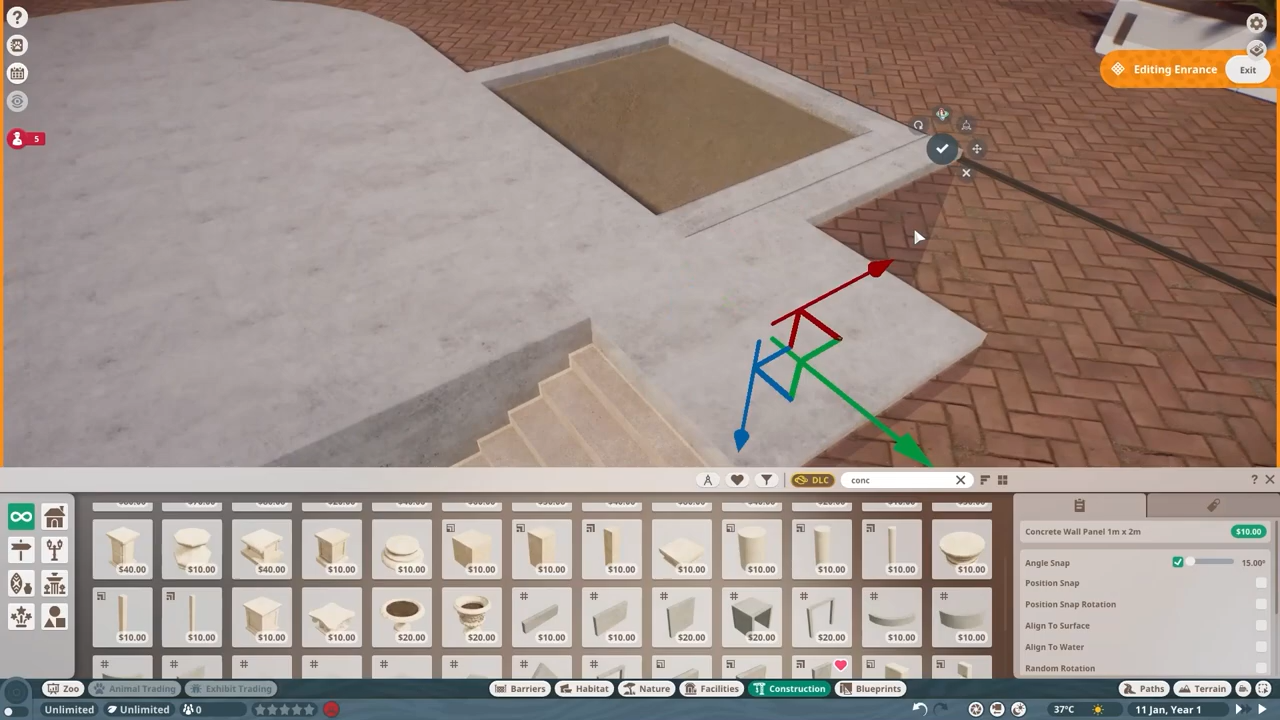 ?
Editing Enrance
Exit
5
DLC
conc
?
$40.00 $10.00 $40.00 $10.00 $10.00 $10.00 $10.00 $10.00 $10.00 $10.00 $10.00 $10.00 $10.00
$10.00 $10.00 $10.00 $10.00 $20.00 $20.00 $10.00 $10.00 $20.00 $20.00 $20.00 $10.00 $10.00
Concrete Wall Panel 1m x 2m
$10.00
Angle Snap
15.00°
Position Snap
Position Snap Rotation
Align To Surface
Align To Water
Random Rotation
Zoo
Animal Trading
Exhibit Trading
Barriers
Habitat
Nature
Facilities
Construction
Blueprints
Paths
Terrain
Unlimited
Unlimited
0
37°C
11 Jan, Year 1